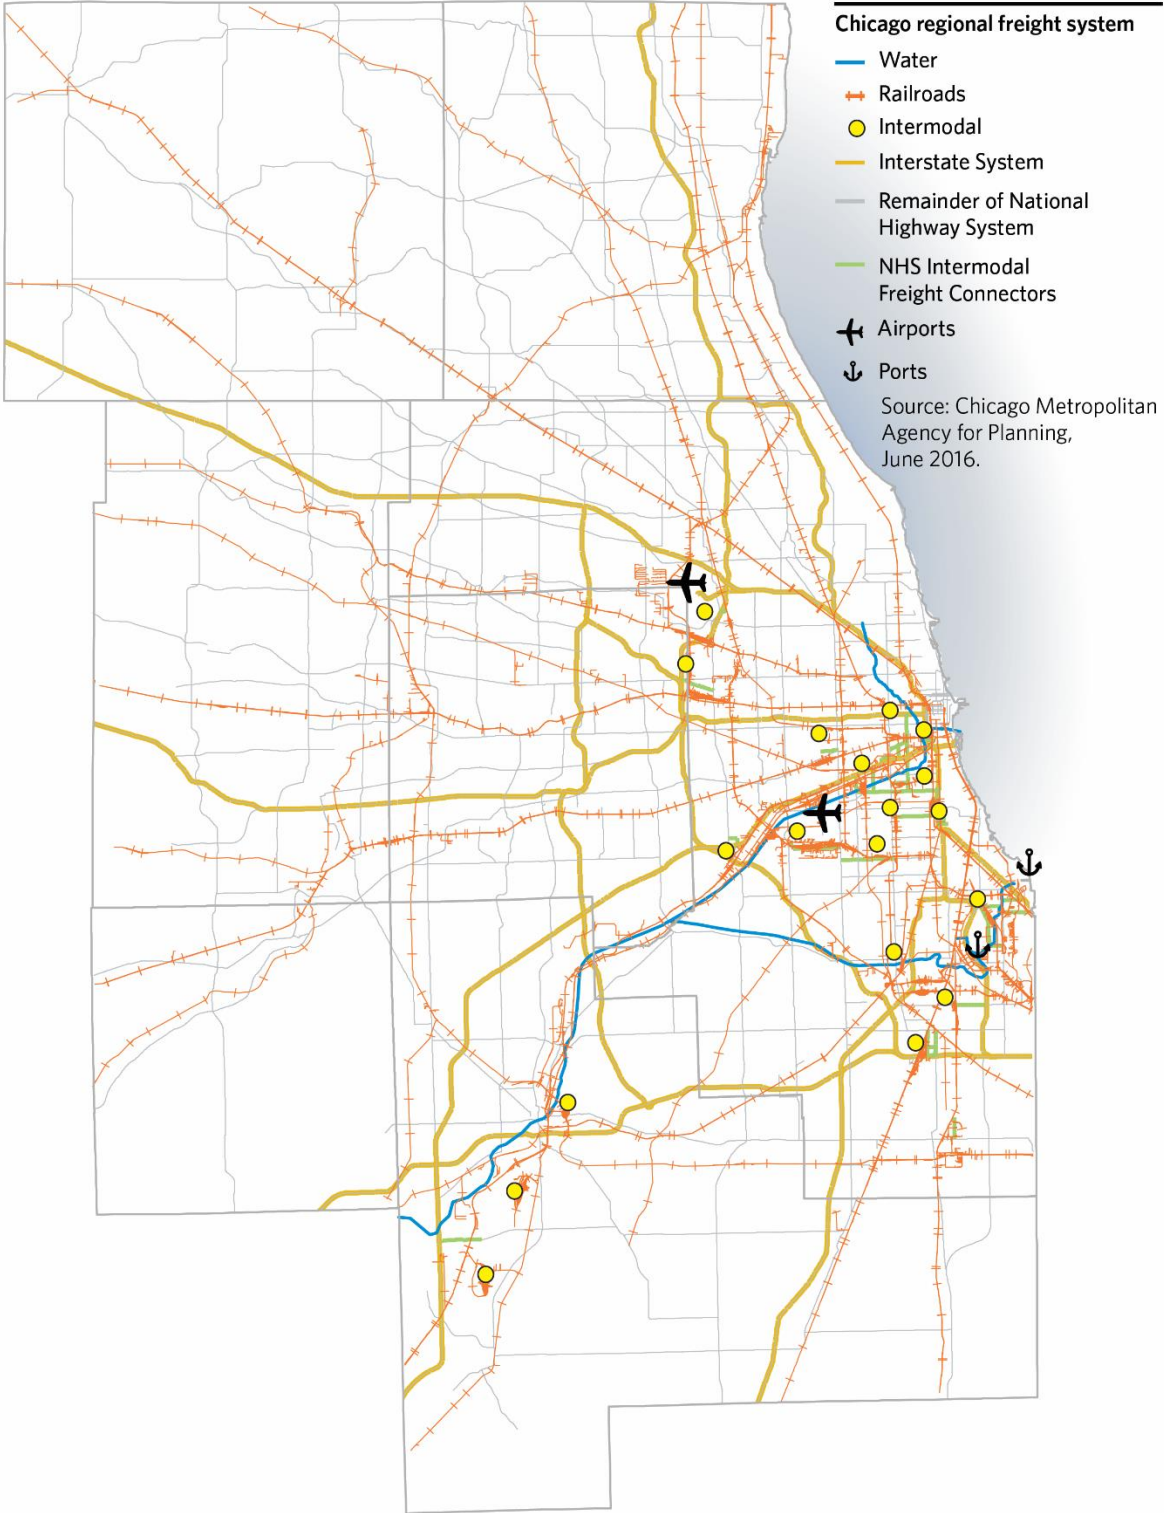 Chicago regional freight system
Water
Railroads
Intermodal
Interstate System
Remainder of National
Highway System
NHS Intermodal
Freight Connectors
Airports
Ports
Source: Chicago Metropolitan
Agency for Planning,
June 2016.